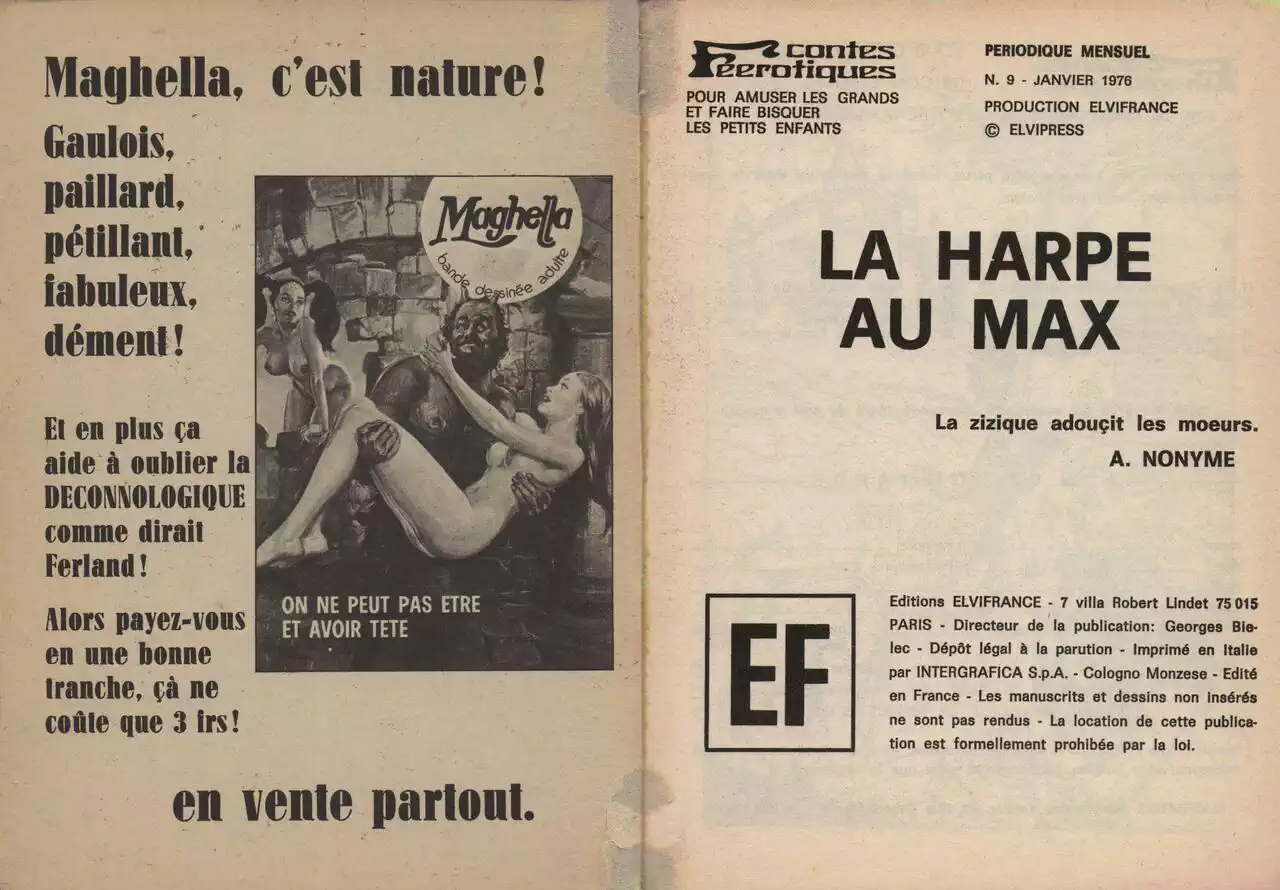 Maghella, c'est nature!
Gaulois,
paillard,
pétillant,
fabuleux,
dément!
Et en plus ça
aide à oublier la
DECONNOLOGIQUE
comme dirait
Ferland!
Alors payez-vous
en une bonne
tranche, çà ne
coûte que 3 frs!
Maghella
bande dessinée adulte
ON NE PEUT PAS ETRE
ET AVOIR TETE
en vente partout.
contes
Féerotiques
POUR AMUSER LES GRANDS
ET FAIRE BISQUER
LES PETITS ENFANTS
PERIODIQUE MENSUEL
N. 9 - JANVIER 1976
PRODUCTION ELVIFRANCE
© ELVIPRESS
LA HARPE
AU MAX
La zizique adouçit les moeurs.
A. NONYME
EF
Editions ELVIFRANCE - 7 villa Robert Lindet 75 015
PARIS - Directeur de la publication: Georges Bie-
lec - Dépôt légal à la parution - Imprimé en Italie
par INTERGRAFICA S.p.A. - Cologno Monzese - Edité
en France - Les manuscrits et dessins non insérés
ne sont pas rendus - La location de cette publica-
tion est formellement prohibée par la loi.